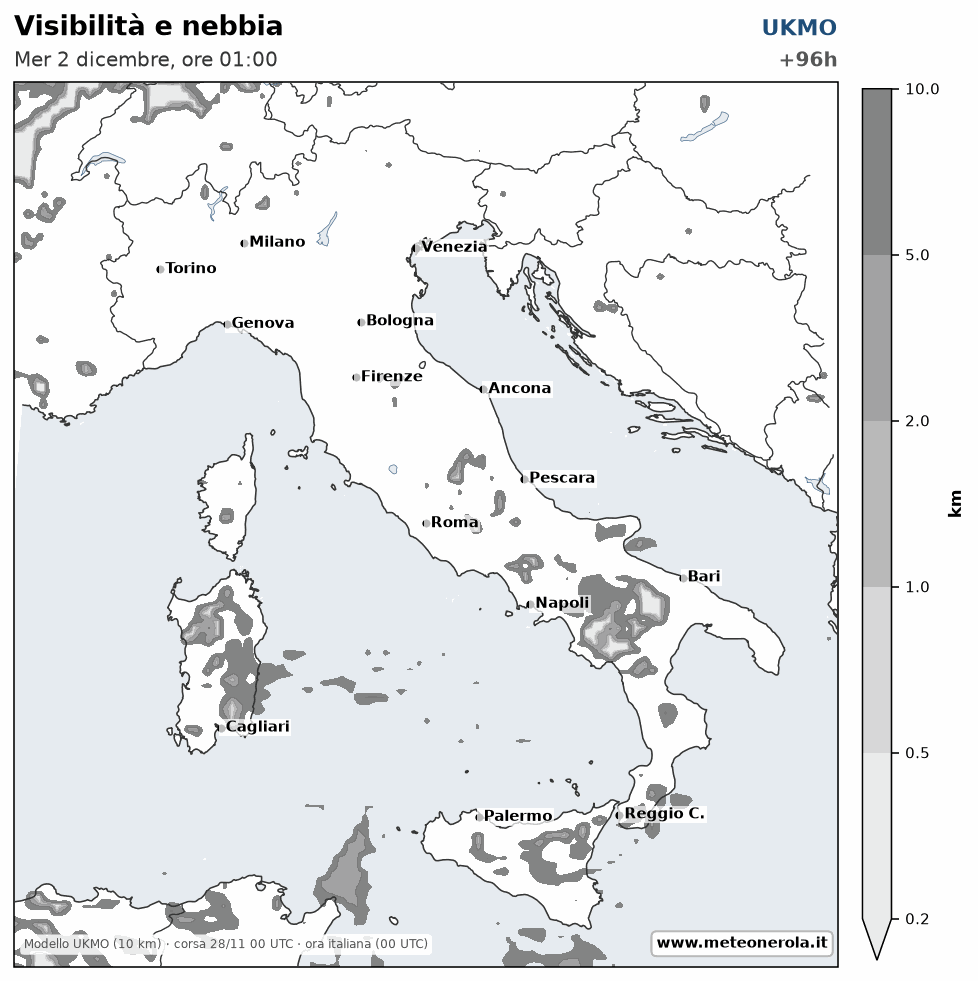 Visibilità e nebbia
UKMO
Mer 2 dicembre, ore 01:00
+96h
10.0
5.0
2.0
1.0
0.5
0.2
km
Milano
Venezia
Torino
Genova
Bologna
Firenze
Ancona
Pescara
Roma
Bari
Napoli
Cagliari
Palermo
Reggio C.
Modello UKMO (10 km) · corsa 28/11 00 UTC · ora italiana (00 UTC)
www.meteonerola.it